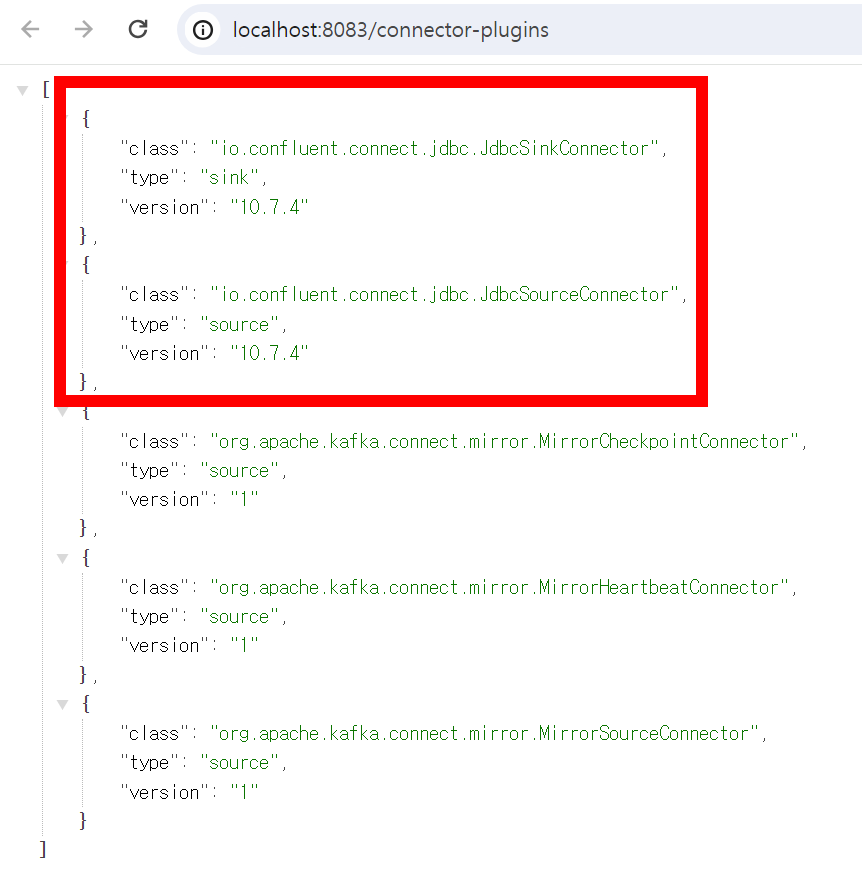 localhost:8083/connector-plugins
[
{
"class": "io.confluent.connect.jdbc.JdbcSinkConnector",
"type": "sink",
"version": "10.7.4"
},
{
"class": "io.confluent.connect.jdbc.JdbcSourceConnector",
"type": "source",
"version": "10.7.4"
},
{
"class": "org.apache.kafka.connect.mirror.MirrorCheckpointConnector",
"type": "source",
"version": "1"
},
{
"class": "org.apache.kafka.connect.mirror.MirrorHeartbeatConnector",
"type": "source",
"version": "1"
},
{
"class": "org.apache.kafka.connect.mirror.MirrorSourceConnector",
"type": "source",
"version": "1"
}
]